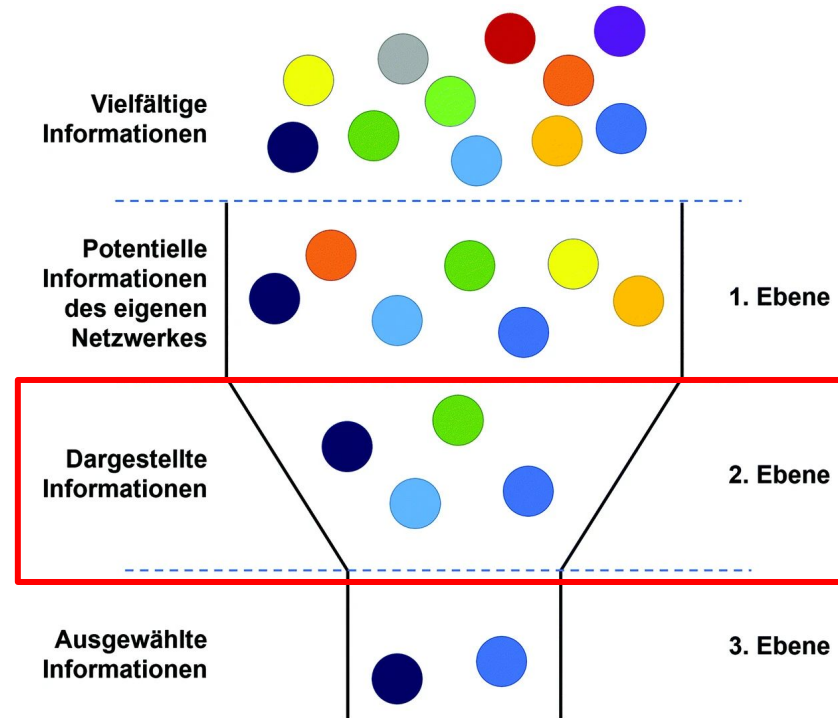 Vielfältige
Informationen
Potentielle
Informationen
des eigenen
Netzwerkes
1. Ebene
Dargestellte
Informationen
2. Ebene
Ausgewählte
Informationen
3. Ebene